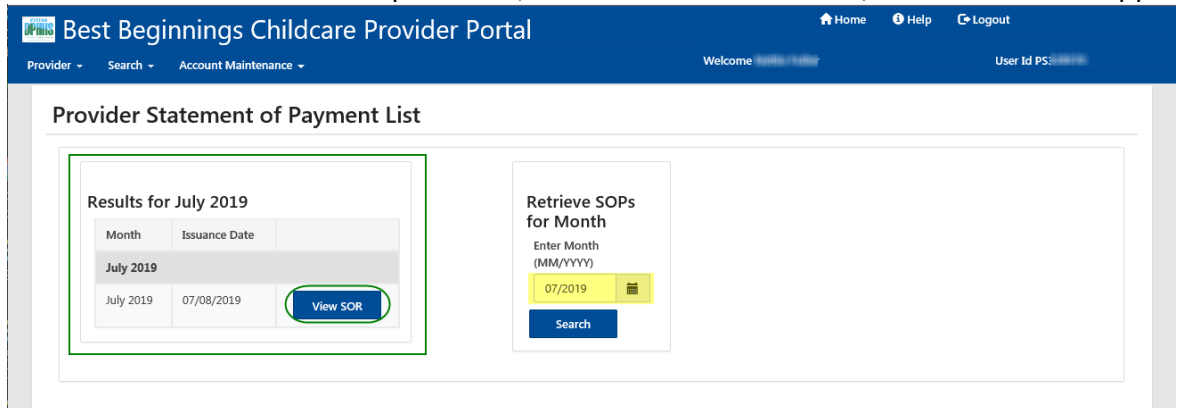 DPHHS Best Beginnings Childcare Provider Portal
Home Help Logout
Provider Search Account Maintenance
Welcome
User Id PS
Provider Statement of Payment List
Results for July 2019
Month Issuance Date
July 2019
July 2019 07/08/2019 View SOR
Retrieve SOPs
for Month
Enter Month
(MM/YYYY)
07/2019
Search